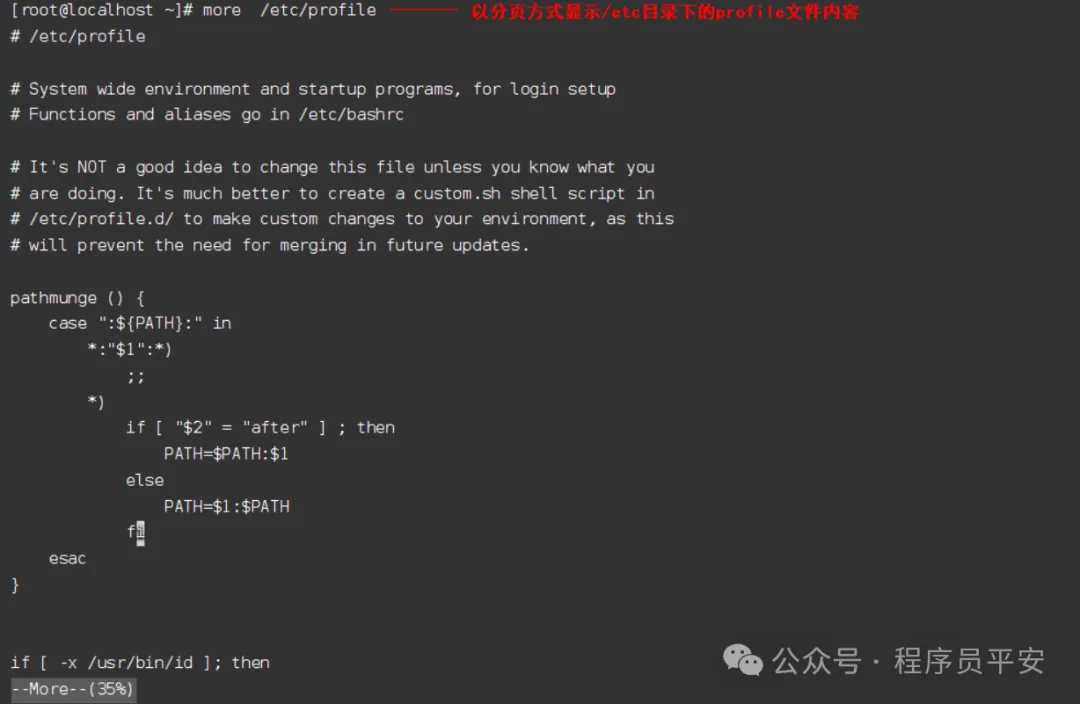 [root@localhost ~]# more  /etc/profile 以分页方式显示/etc目录下的profile文件内容
# /etc/profile

# System wide environment and startup programs, for login setup
# Functions and aliases go in /etc/bashrc

# It's NOT a good idea to change this file unless you know what you
# are doing. It's much better to create a custom.sh shell script in
# /etc/profile.d/ to make custom changes to your environment, as this
# will prevent the need for merging in future updates.

pathmunge () {
    case ":${PATH}:" in
        *:"$1":*)
            ;;
        *)
            if [ "$2" = "after" ] ; then
                PATH=$PATH:$1
            else
                PATH=$1:$PATH
            fi
    esac
}


if [ -x /usr/bin/id ]; then
--More--(35%)
公众号 · 程序员平安